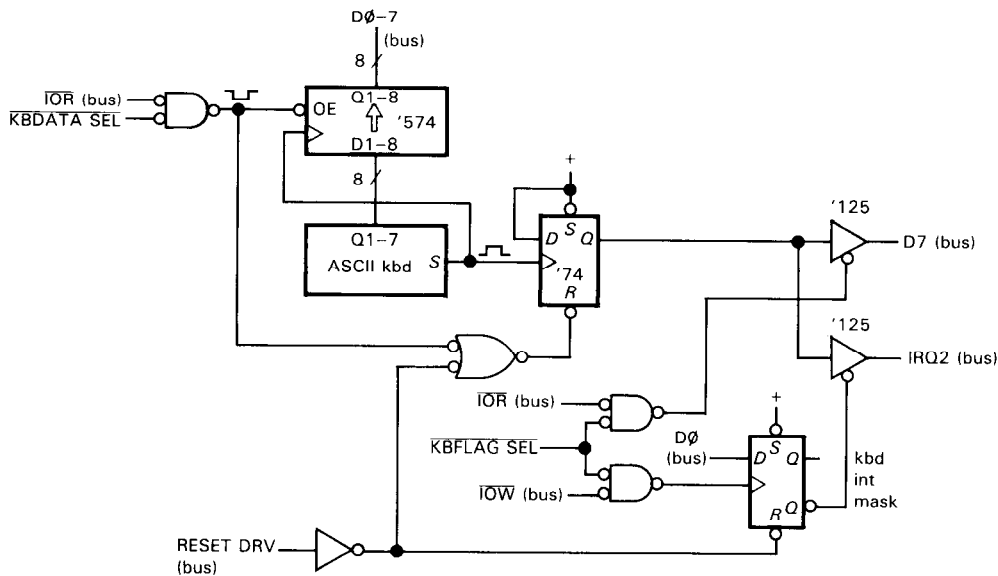 DØ-7
(bus)
8
IOR (bus)
KBDATA SEL
OE
Q1-8
'574
D1-8
8
Q1-7
ASCII kbd
S
+
S
D
Q
'74
R
'125
D7 (bus)
'125
IRQ2 (bus)
IOR (bus)
KBFLAG SEL
IOW (bus)
DØ
(bus)
+
S
D
Q
kbd
int
mask
Q
R
RESET DRV
(bus)